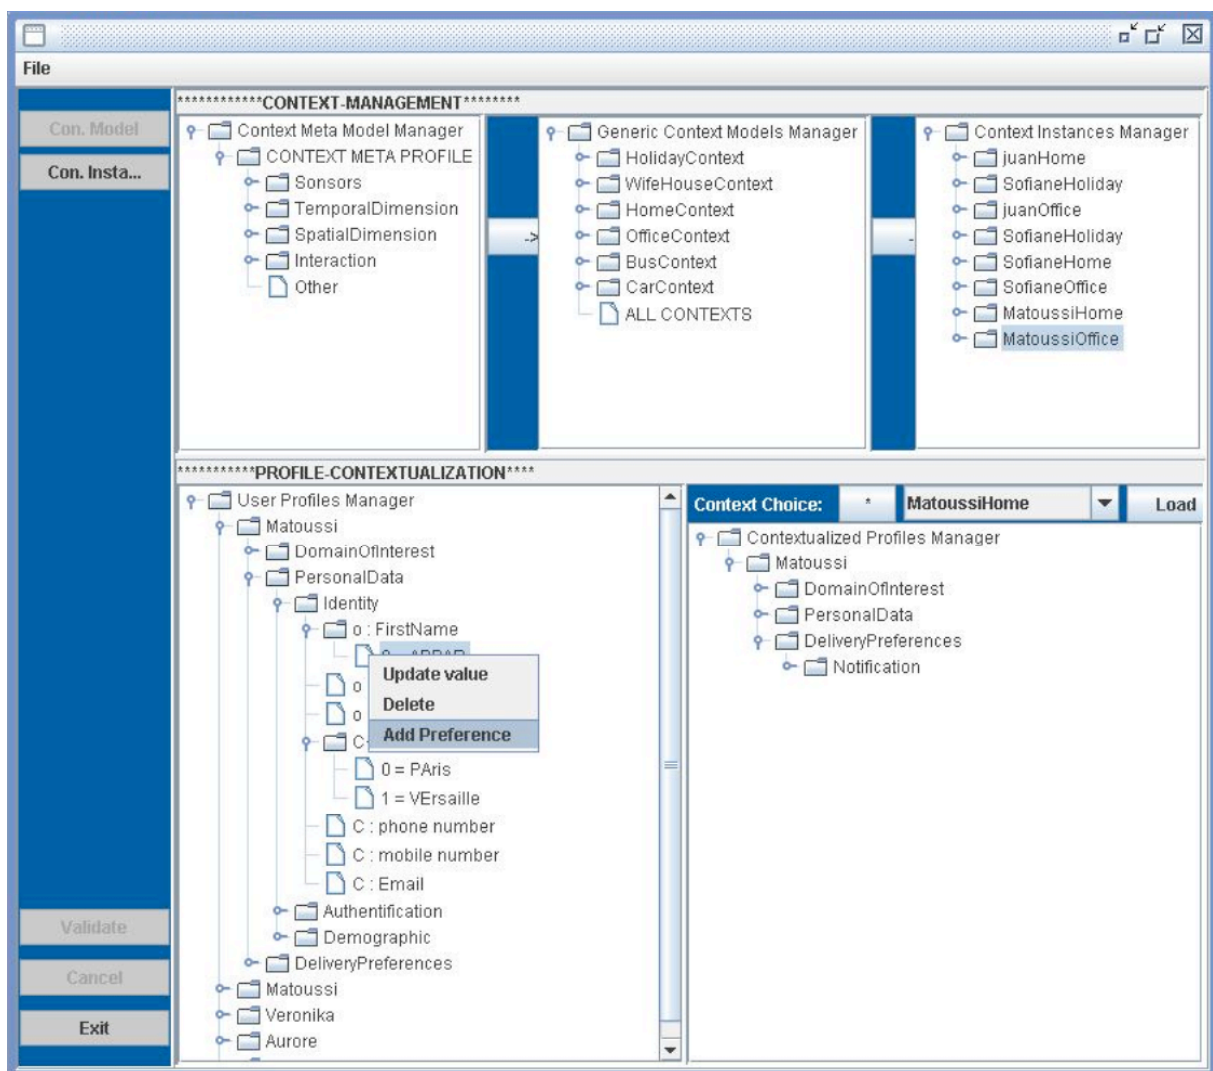 File
Con. Model
Con. Insta...
Validate
Cancel
Exit
************CONTEXT-MANAGEMENT********
Context Meta Model Manager
CONTEXT META PROFILE
Sonsors
TemporalDimension
SpatialDimension
Interaction
Other
->
Generic Context Models Manager
HolidayContext
WifeHouseContext
HomeContext
OfficeContext
BusContext
CarContext
ALL CONTEXTS
-
Context Instances Manager
juanHome
SofianeHoliday
juanOffice
SofianeHoliday
SofianeHome
SofianeOffice
MatoussiHome
MatoussiOffice
***********PROFILE-CONTEXTUALIZATION****
User Profiles Manager
Matoussi
DomainOfInterest
PersonalData
Identity
o : FirstName
Update value
o
Delete
o
Add Preference
C
0 = PAris
1 = VErsaille
C : phone number
C : mobile number
C : Email
Authentification
Demographic
DeliveryPreferences
Matoussi
Veronika
Aurore
Context Choice: * MatoussiHome Load
Contextualized Profiles Manager
Matoussi
DomainOfInterest
PersonalData
DeliveryPreferences
Notification